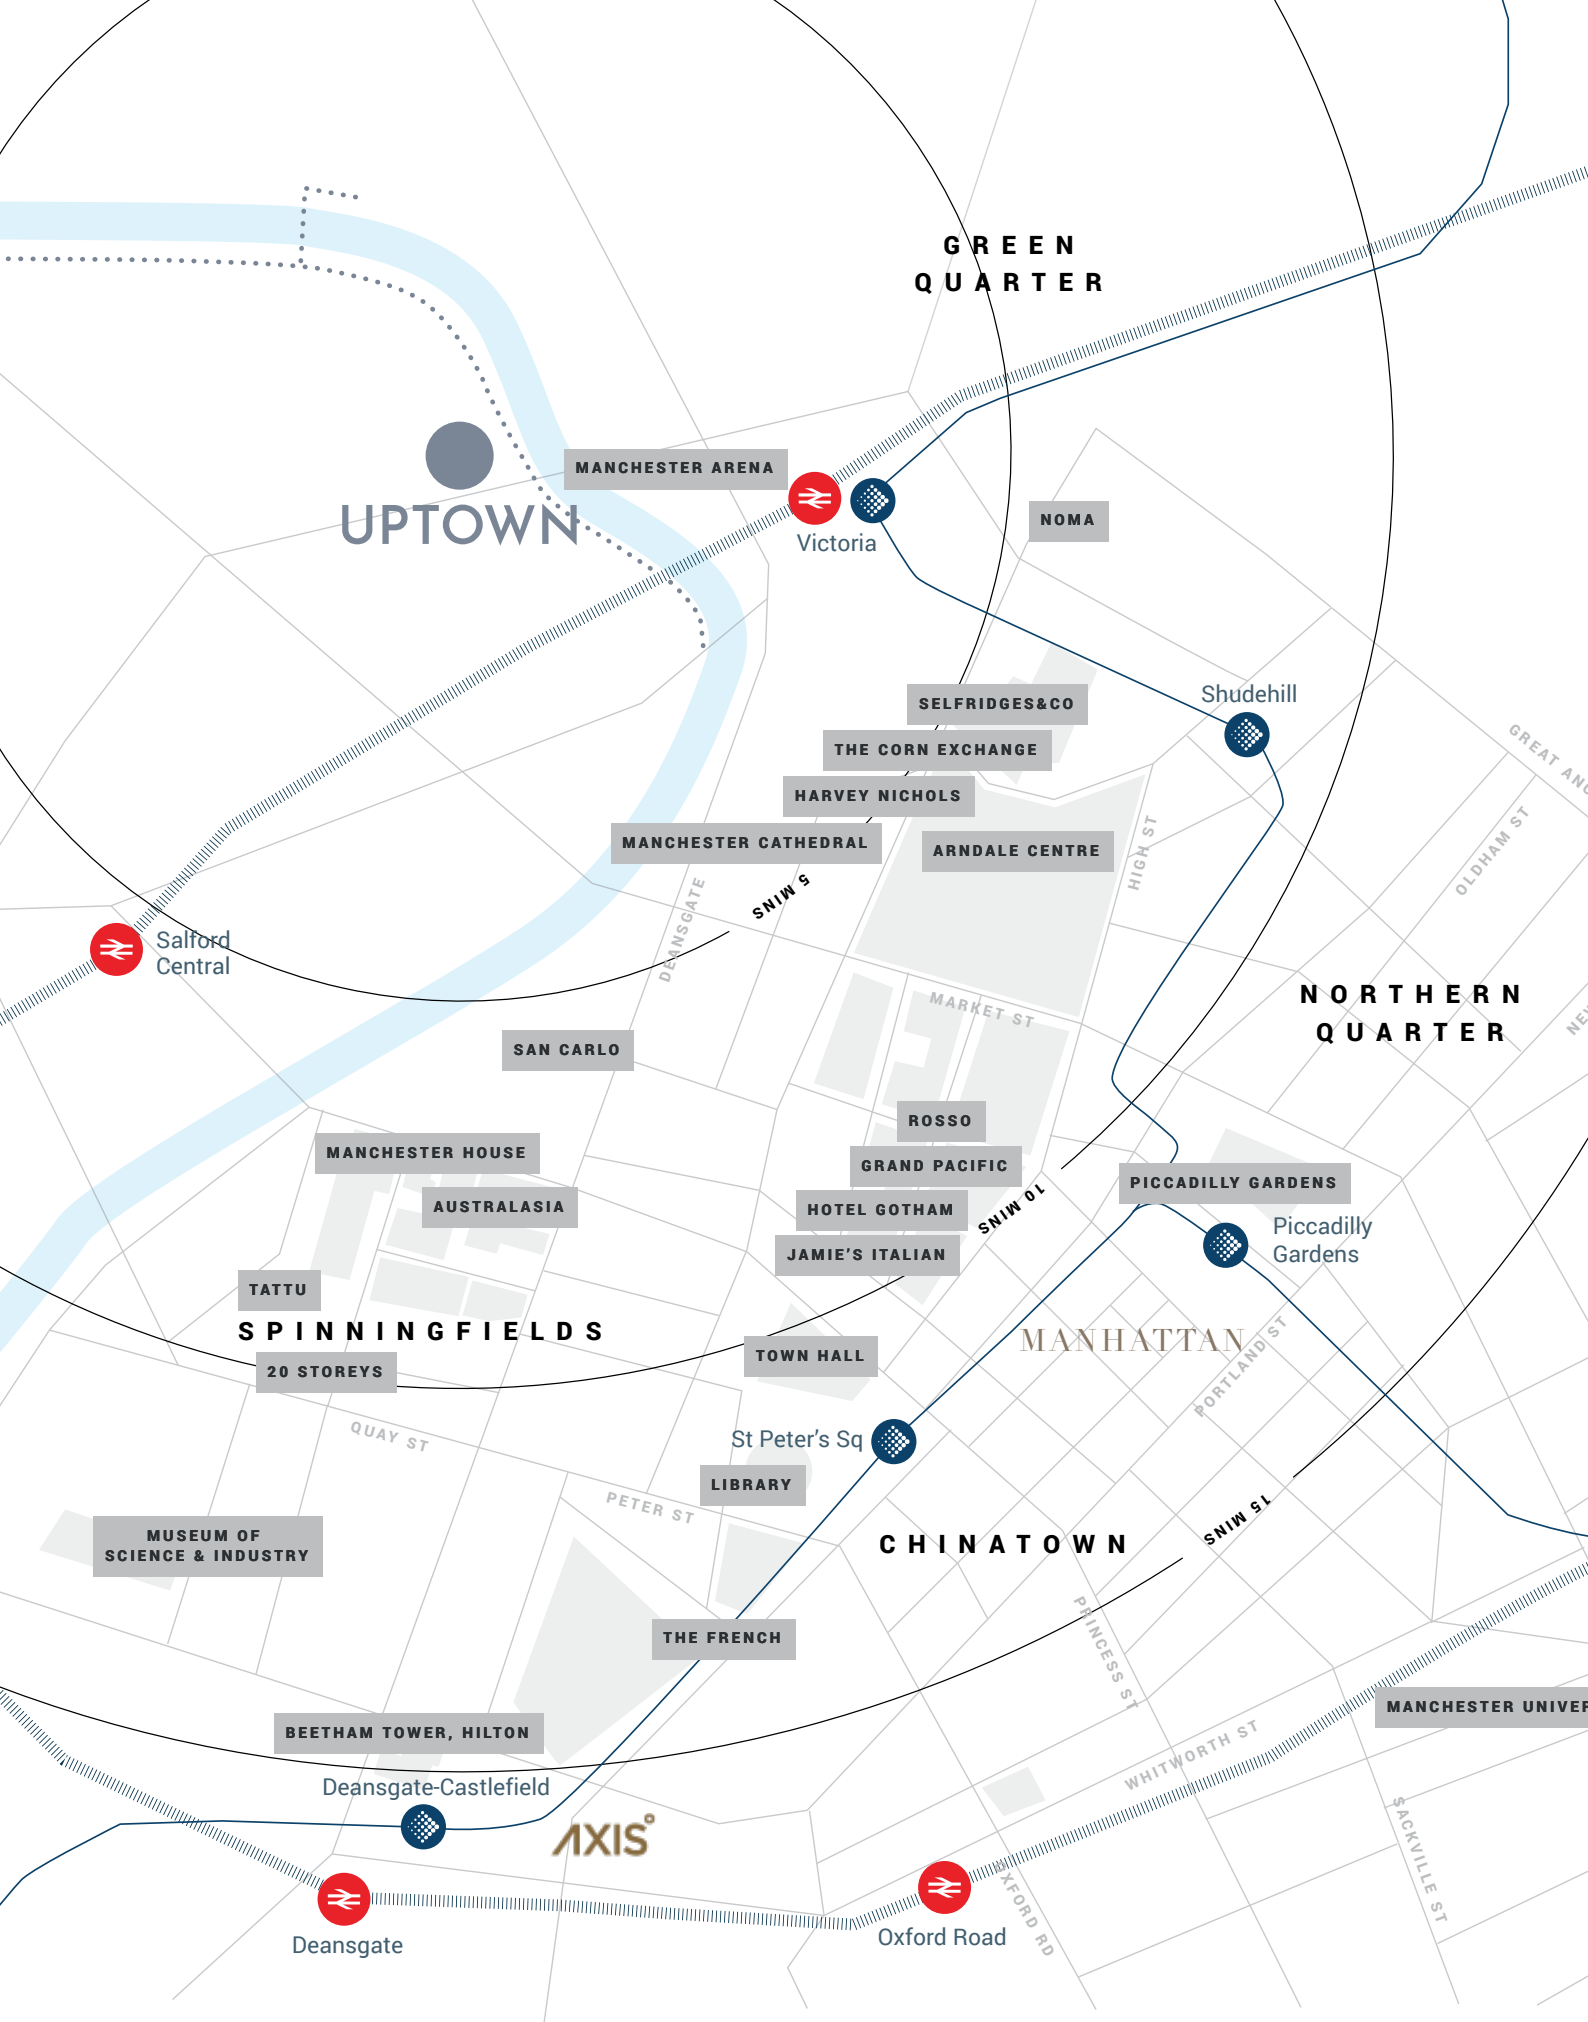 GREEN
QUARTER
MANCHESTER ARENA
UPTOWN
Victoria
NOMA
SELFRIDGES&CO
Shudehill
THE CORN EXCHANGE
HARVEY NICHOLS
MANCHESTER CATHEDRAL
ARNDALE CENTRE
HIGH ST
OLDHAM ST
5 MINS
DEANSGATE
Salford
Central
MARKET ST
NORTHERN
QUARTER
SAN CARLO
ROSSO
MANCHESTER HOUSE
GRAND PACIFIC
PICCADILLY GARDENS
AUSTRALASIA
HOTEL GOTHAM
10 MINS
Piccadilly
Gardens
JAMIE'S ITALIAN
TATTU
SPINNINGFIELDS
MANHATTAN
TOWN HALL
20 STOREYS
PORTLAND ST
QUAY ST
St Peter's Sq
LIBRARY
PETER ST
15 MINS
MUSEUM OF
SCIENCE & INDUSTRY
CHINATOWN
THE FRENCH
PRINCESS ST
MANCHESTER
BEETHAM TOWER, HILTON
WHITWORTH ST
Deansgate-Castlefield
AXIS
SACKVILLE ST
OXFORD RD
Deansgate
Oxford Road
GREAT